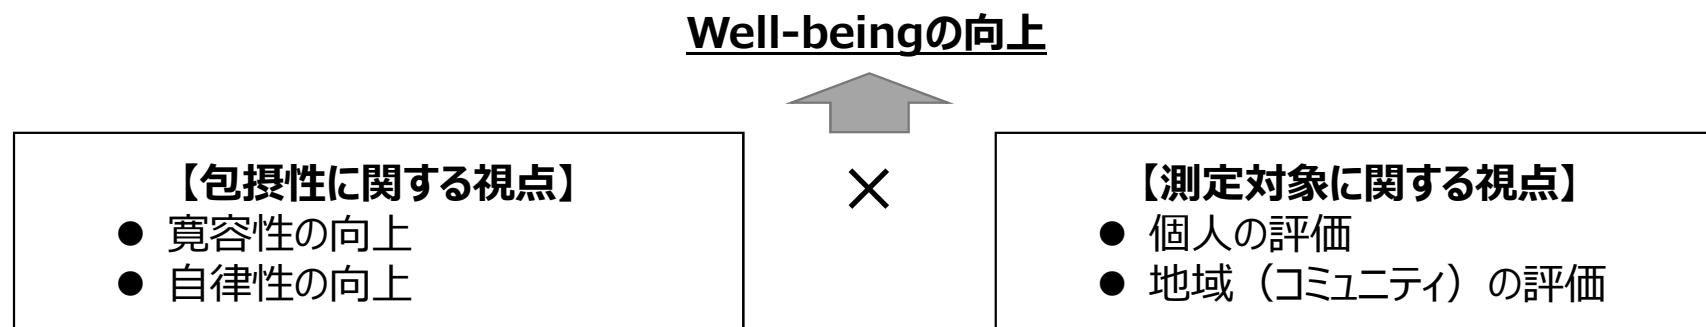 Well-beingの向上
【包摂性に関する視点】
● 寛容性の向上
● 自律性の向上
×
【測定対象に関する視点】
● 個人の評価
● 地域（コミュニティ）の評価